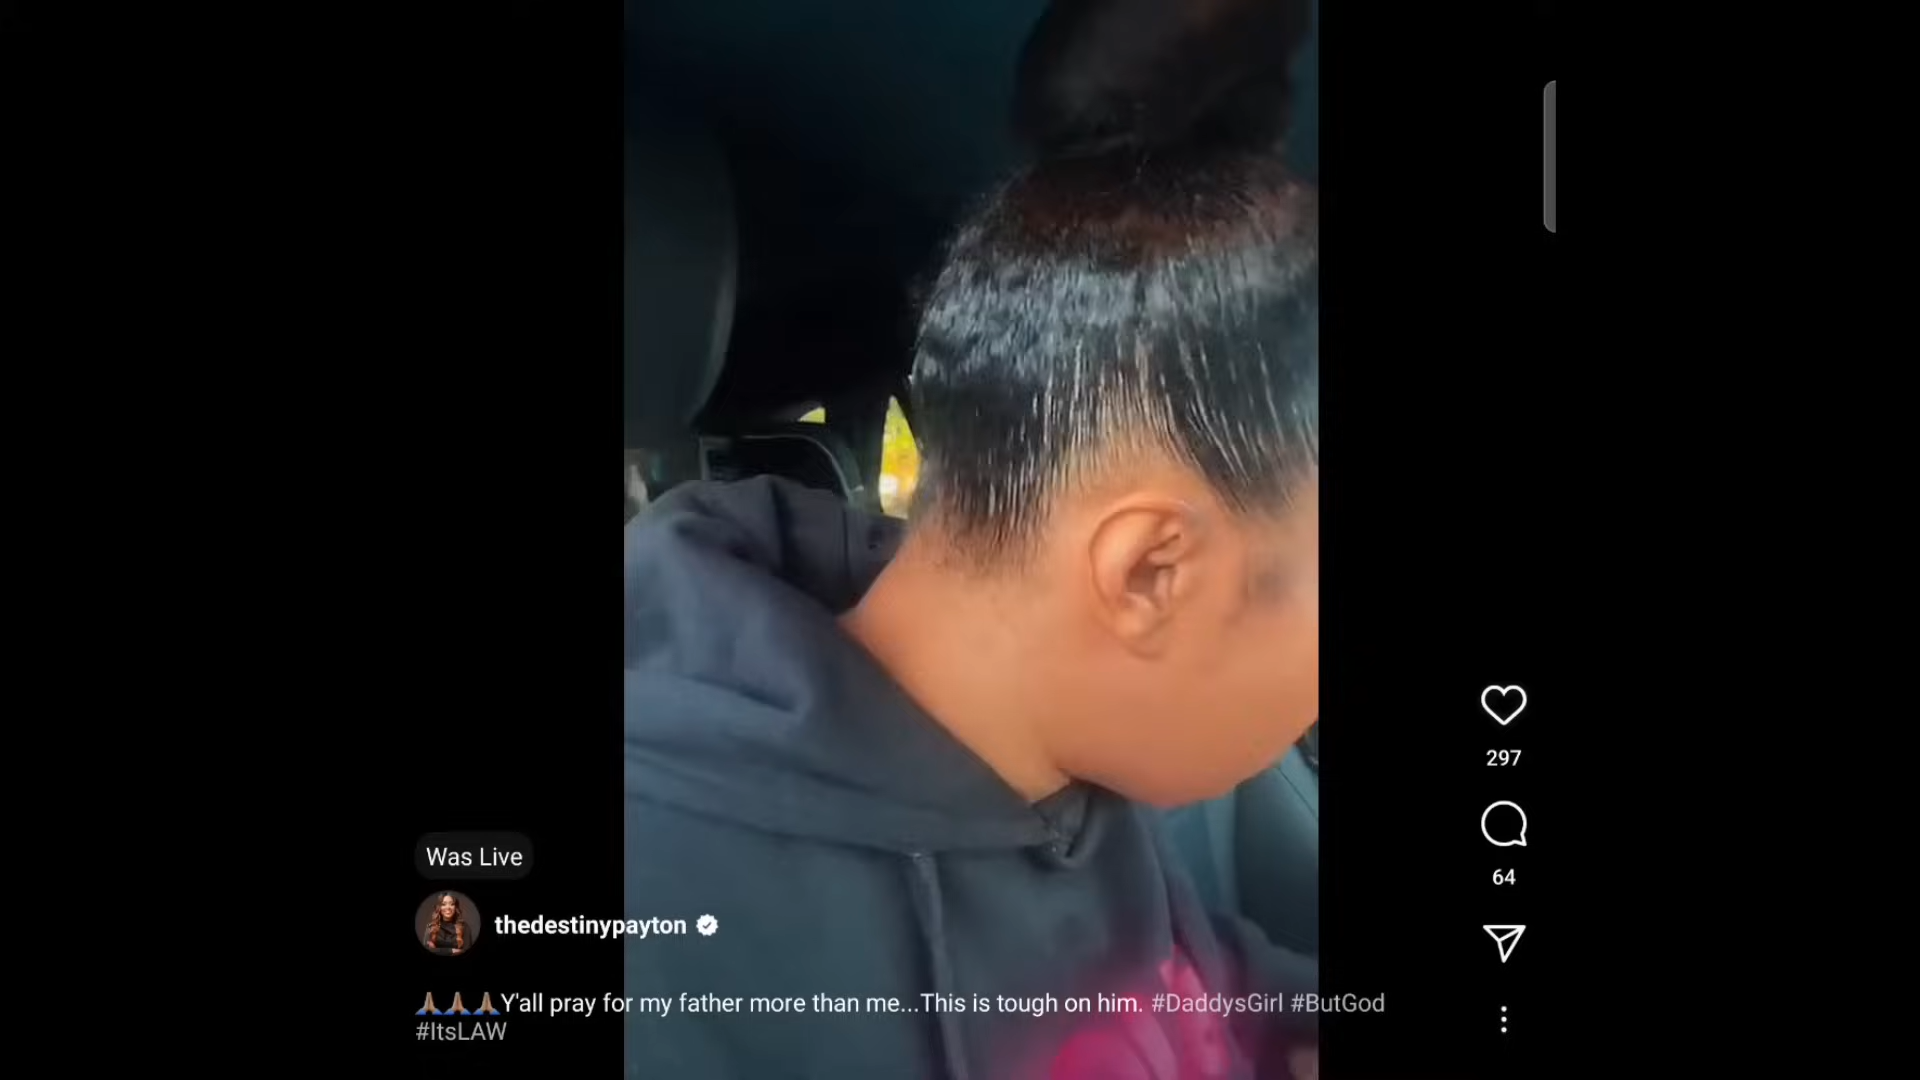 297
64
Was Live
thedestinypayton
🙏🏽🙏🏽🙏🏽Y'all pray for my father more than me...This is tough on him. #DaddysGirl #ButGod
#ItsLAW